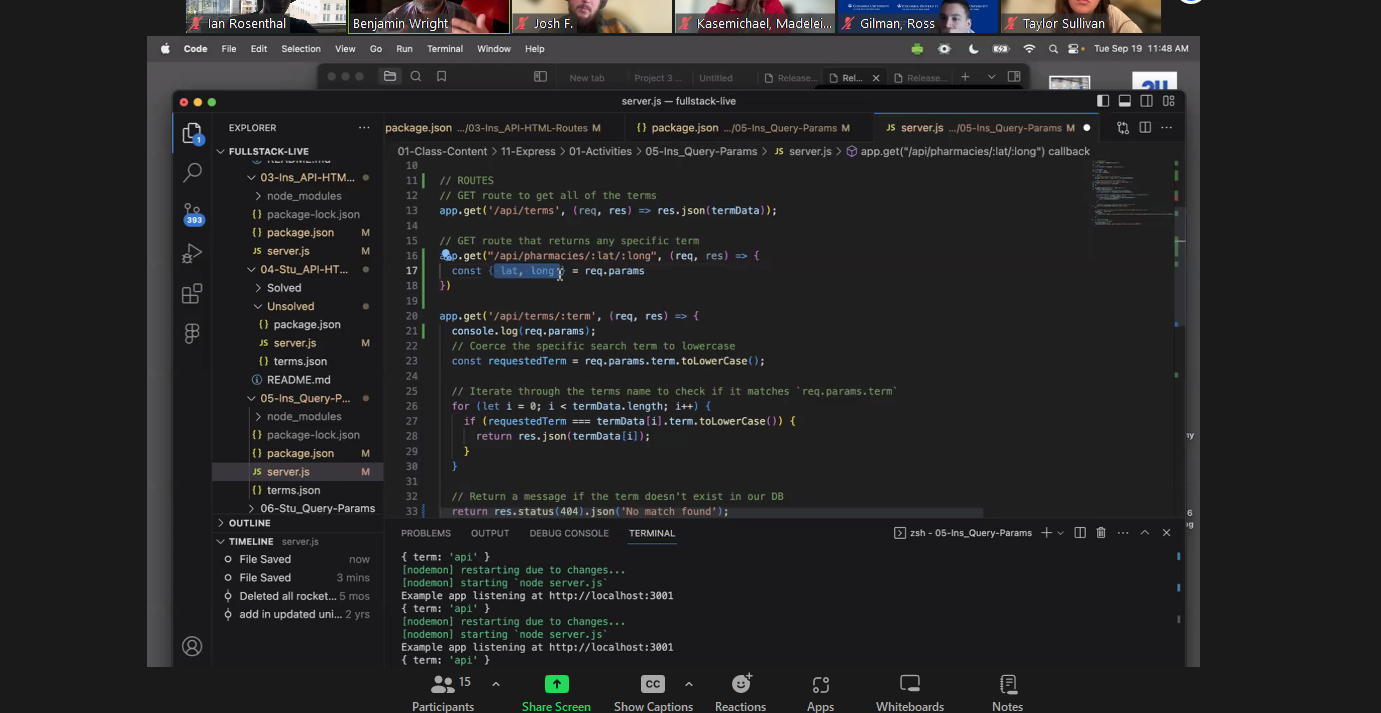 Ian Rosenthal
Benjamin Wright
Josh F.
Kasemichael, Madelei...
Gilman, Ross
Taylor Sullivan
Code File Edit Selection View Go Run Terminal Window Help
Tue Sep 19 11:48 AM
New tab
Project 3 ...
Untitled
Release...
Rel...
Release...
server.js — fullstack-live
EXPLORER
package.json .../03-Ins_API-HTML-Routes M
{} package.json .../05-Ins_Query-Params M
JS server.js .../05-Ins_Query-Params M
01-Class-Content > 11-Express > 01-Activities > 05-Ins_Query-Params > JS server.js > app.get("/api/pharmacies/:lat/:long") callback
FULLSTACK-LIVE
README.md
03-Ins_API-HTM...
node_modules
package-lock.json
{} package.json M
JS server.js M
04-Stu_API-HT...
Solved
Unsolved
{} package.json
JS server.js M
{} terms.json
README.md
05-Ins_Query-P...
node_modules
{} package-lock.json
{} package.json M
JS server.js M
{} terms.json
06-Stu_Query-Params
OUTLINE
TIMELINE server.js
File Saved now
File Saved 3 mins
Deleted all rocket... 5 mos
add in updated uni... 2 yrs
1
393
10
11 // ROUTES
12 // GET route to get all of the terms
13 app.get('/api/terms', (req, res) => res.json(termData));
14
15 // GET route that returns any specific term
16 app.get("/api/pharmacies/:lat/:long", (req, res) => {
17 const { lat, long } = req.params
18 })
19
20 app.get('/api/terms/:term', (req, res) => {
21 console.log(req.params);
22 // Coerce the specific search term to lowercase
23 const requestedTerm = req.params.term.toLowerCase();
24
25 // Iterate through the terms name to check if it matches `req.params.term`
26 for (let i = 0; i < termData.length; i++) {
27 if (requestedTerm === termData[i].term.toLowerCase()) {
28 return res.json(termData[i]);
29 }
30 }
31
32 // Return a message if the term doesn't exist in our DB
33 return res.status(404).json('No match found');
PROBLEMS OUTPUT DEBUG CONSOLE TERMINAL
zsh - 05-Ins_Query-Params
{ term: 'api' }
[nodemon] restarting due to changes...
[nodemon] starting `node server.js`
Example app listening at http://localhost:3001
{ term: 'api' }
[nodemon] restarting due to changes...
[nodemon] starting `node server.js`
Example app listening at http://localhost:3001
{ term: 'api' }
15
CC
Participants
Share Screen
Show Captions
Reactions
Apps
Whiteboards
Notes